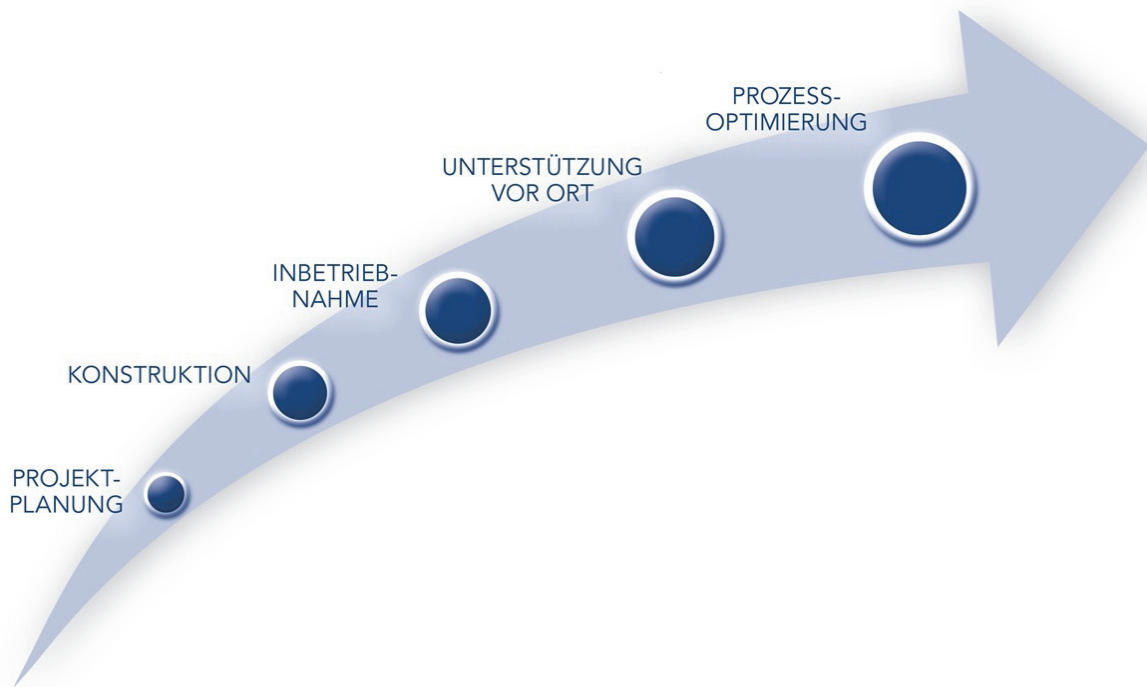 PROZESS-
OPTIMIERUNG
UNTERSTÜTZUNG
VOR ORT
INBETRIEB-
NAHME
KONSTRUKTION
PROJEKT-
PLANUNG